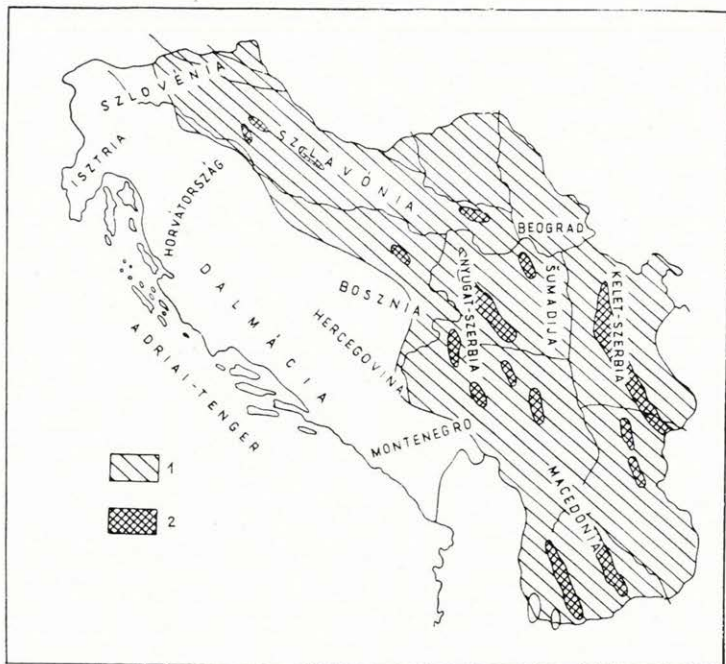 SZLOVÉNIA
ISZTRIA
HORVÁTORSZÁG
SZLAVÓNIA
BEOGRAD
DALMÁCIA
BOSZNIA
HERCEGOVINA
NYUGAT-SZERBIA
ŠUMADIJA
KELET-SZERBIA
ADRIAI-TENGER
MONTENEGRO
MACEDÓNIA
1
2